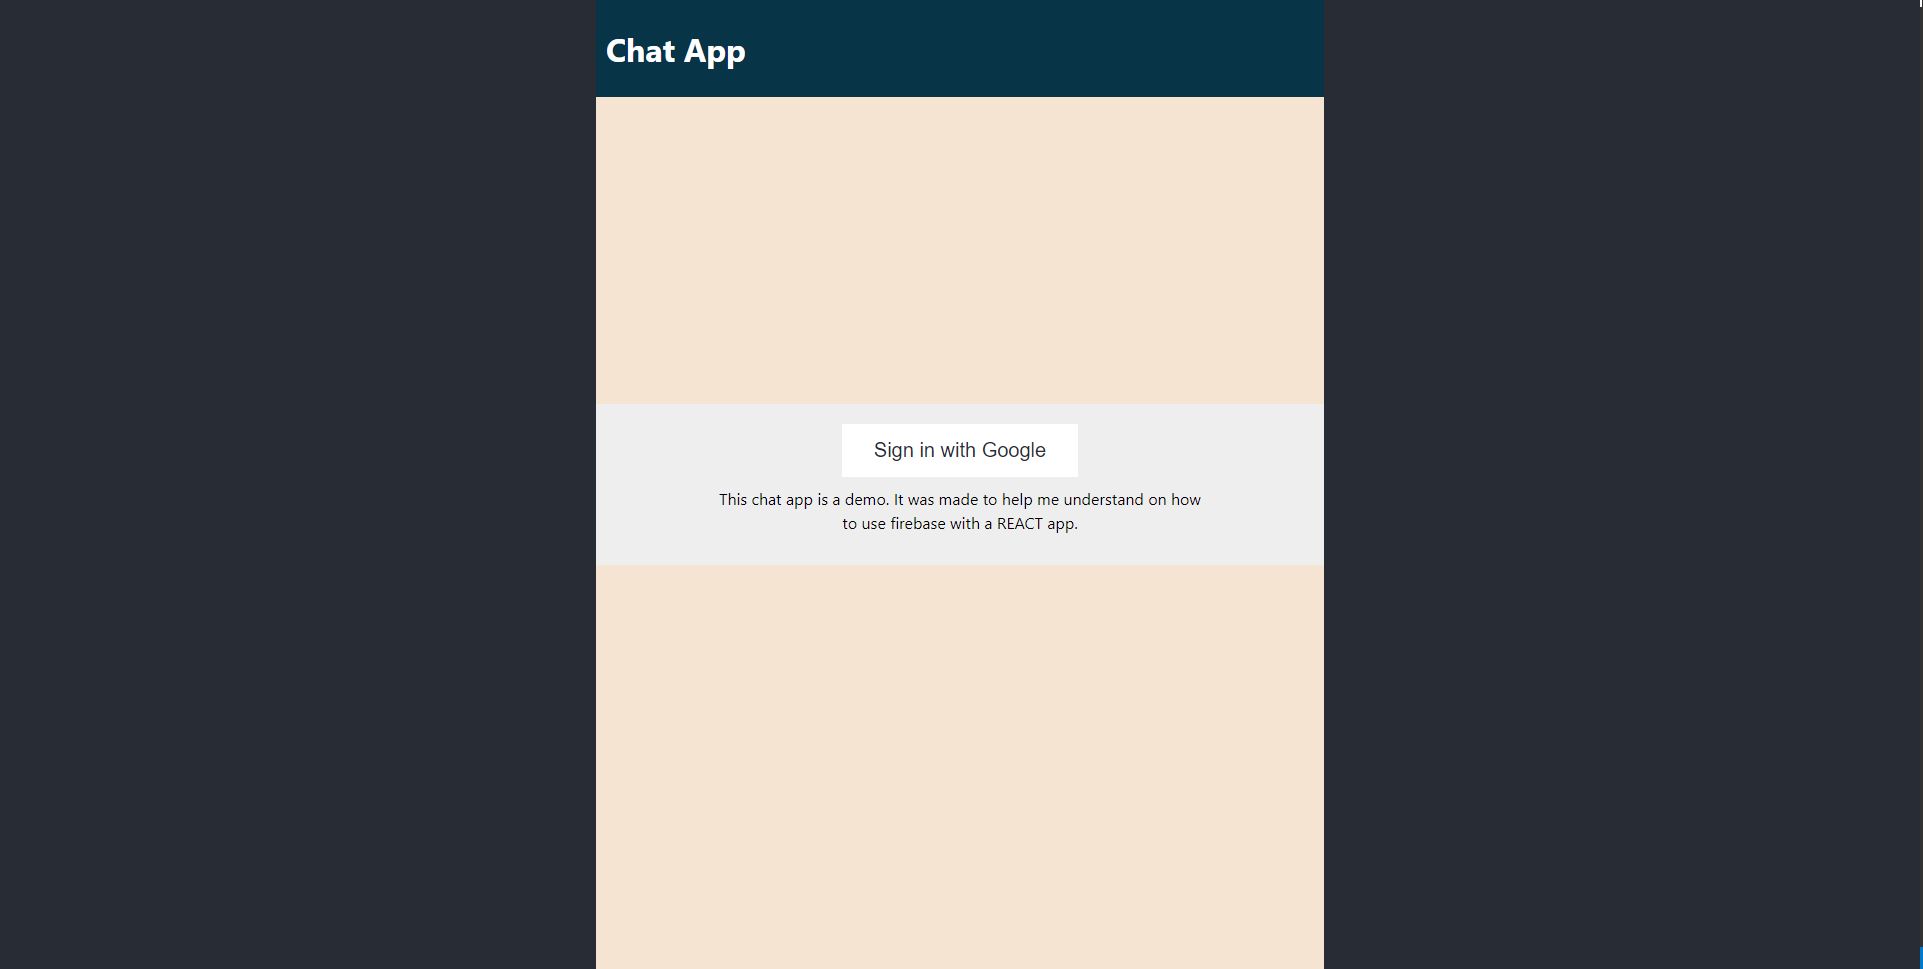 Chat App
Sign in with Google
This chat app is a demo. It was made to help me understand on how
to use firebase with a REACT app.